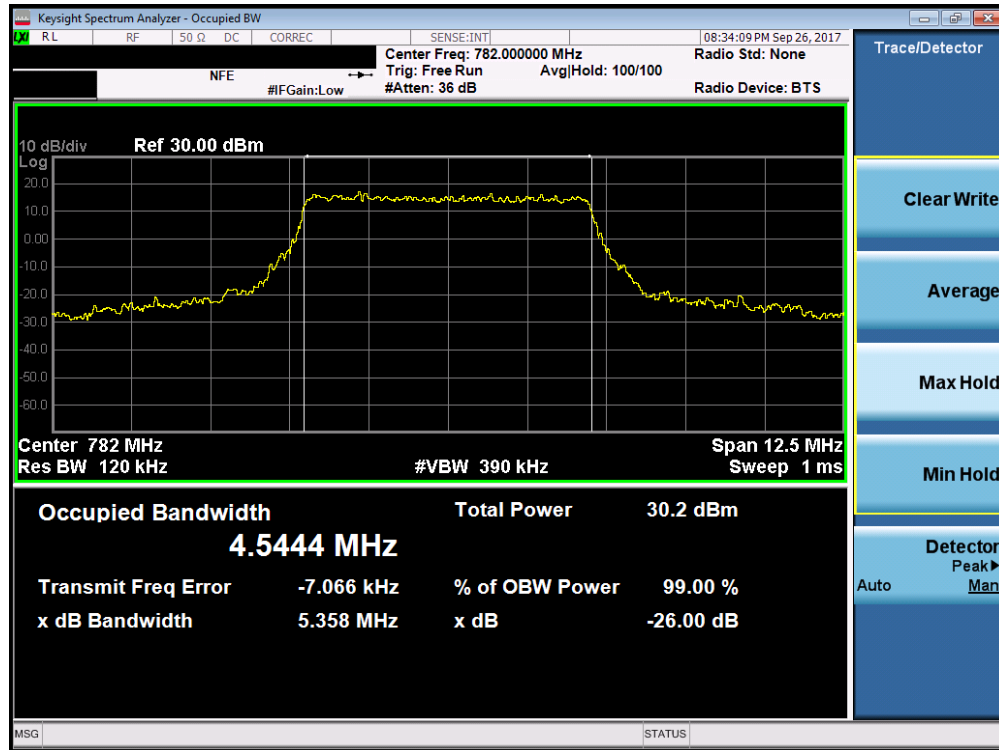 Keysight Spectrum Analyzer - Occupied BW
LXI RL RF 50 Ω DC CORREC SENSE:INT 08:34:09 PM Sep 26, 2017
Center Freq: 782.000000 MHz Radio Std: None
NFE Trig: Free Run Avg|Hold: 100/100
#IFGain:Low #Atten: 36 dB Radio Device: BTS
10 dB/div Ref 30.00 dBm
Log
20.0
10.0
0.00
-10.0
-20.0
-30.0
-40.0
-50.0
-60.0
Center 782 MHz Span 12.5 MHz
Res BW 120 kHz #VBW 390 kHz Sweep 1 ms
Occupied Bandwidth Total Power 30.2 dBm
4.5444 MHz
Transmit Freq Error -7.066 kHz % of OBW Power 99.00 %
x dB Bandwidth 5.358 MHz x dB -26.00 dB
MSG STATUS
Trace/Detector
Clear Write
Average
Max Hold
Min Hold
Detector
Peak▶
Auto Man